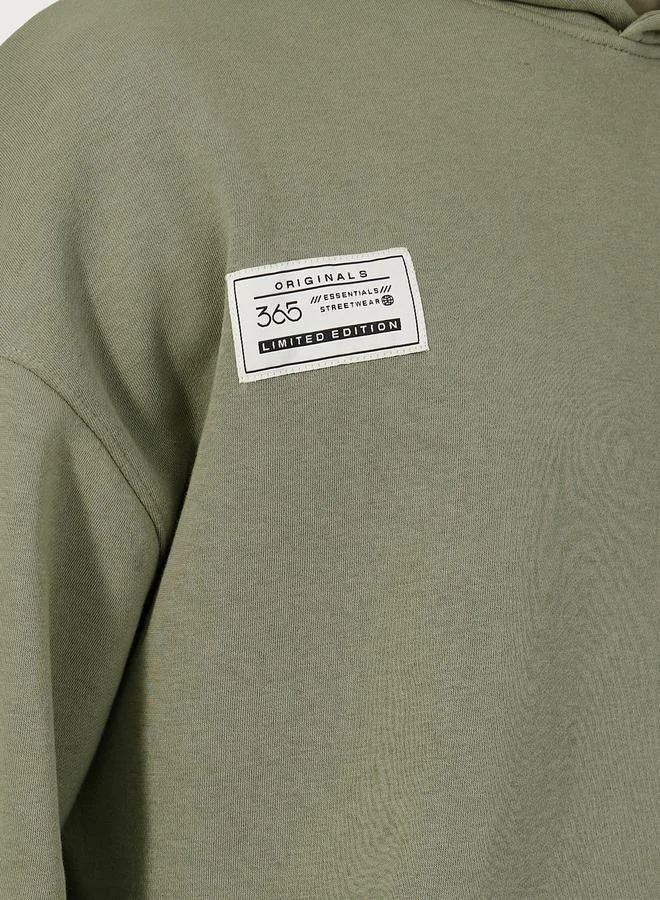 ORIGINALS
365
///ESSENTIALS///
STREETWEAR
LIMITED EDITION